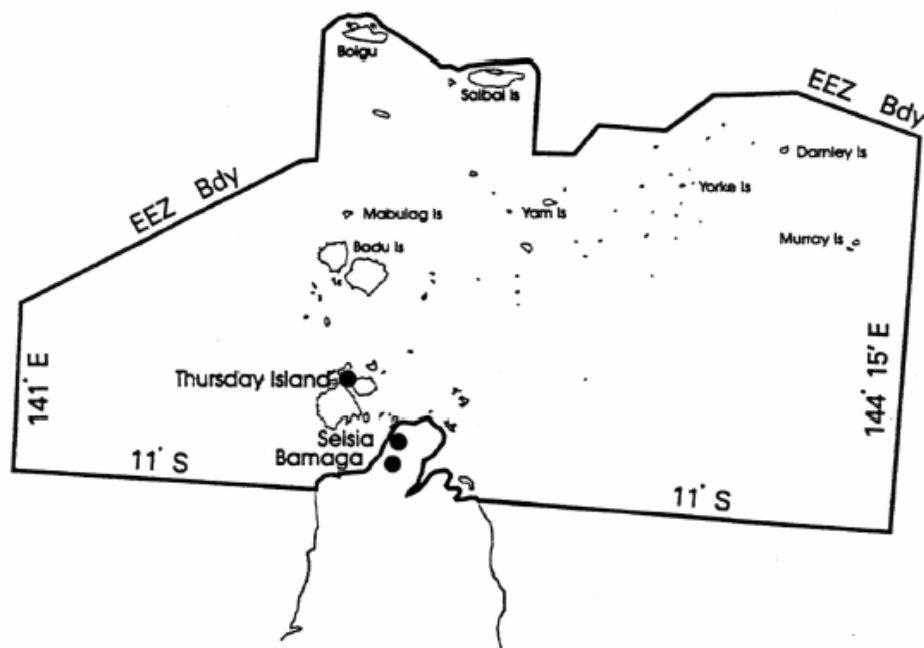 Boigu
Saibai Is
EEZ Bdy
Darnley Is
EEZ Bdy
Yorke Is
Mabuiag Is
Yam Is
Badu Is
Murray Is
141° E
Thursday Island
144° 15' E
Seisia
Bamaga
11° S
11° S